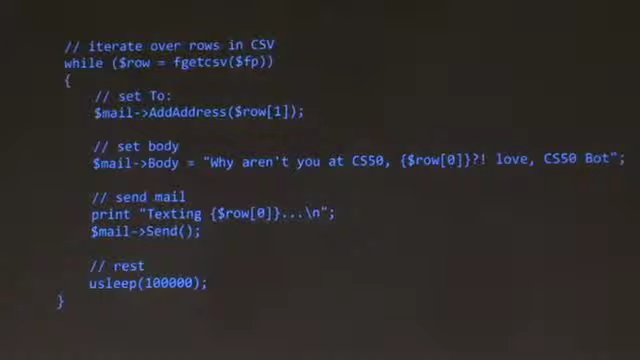 // iterate over rows in CSV
while ($row = fgetcsv($fp))
{
// set To:
$mail->AddAddress($row[1]);
// set body
$mail->Body = "Why aren't you at CS50, {$row[0]}?! love, CS50 Bot";
// send mail
print "Texting {$row[0]}...\n";
$mail->Send();
// rest
usleep(100000);
}